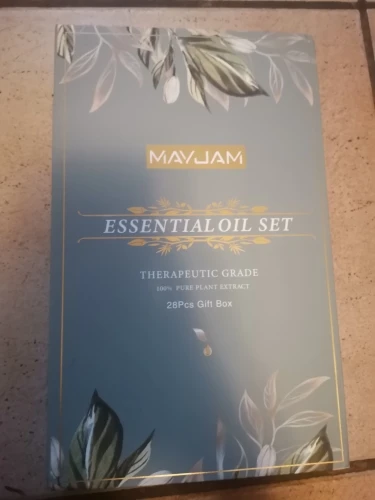 MAYJAM
ESSENTIAL OIL SET
THERAPEUTIC GRADE
100% PURE PLANT EXTRACT
28Pcs Gift Box